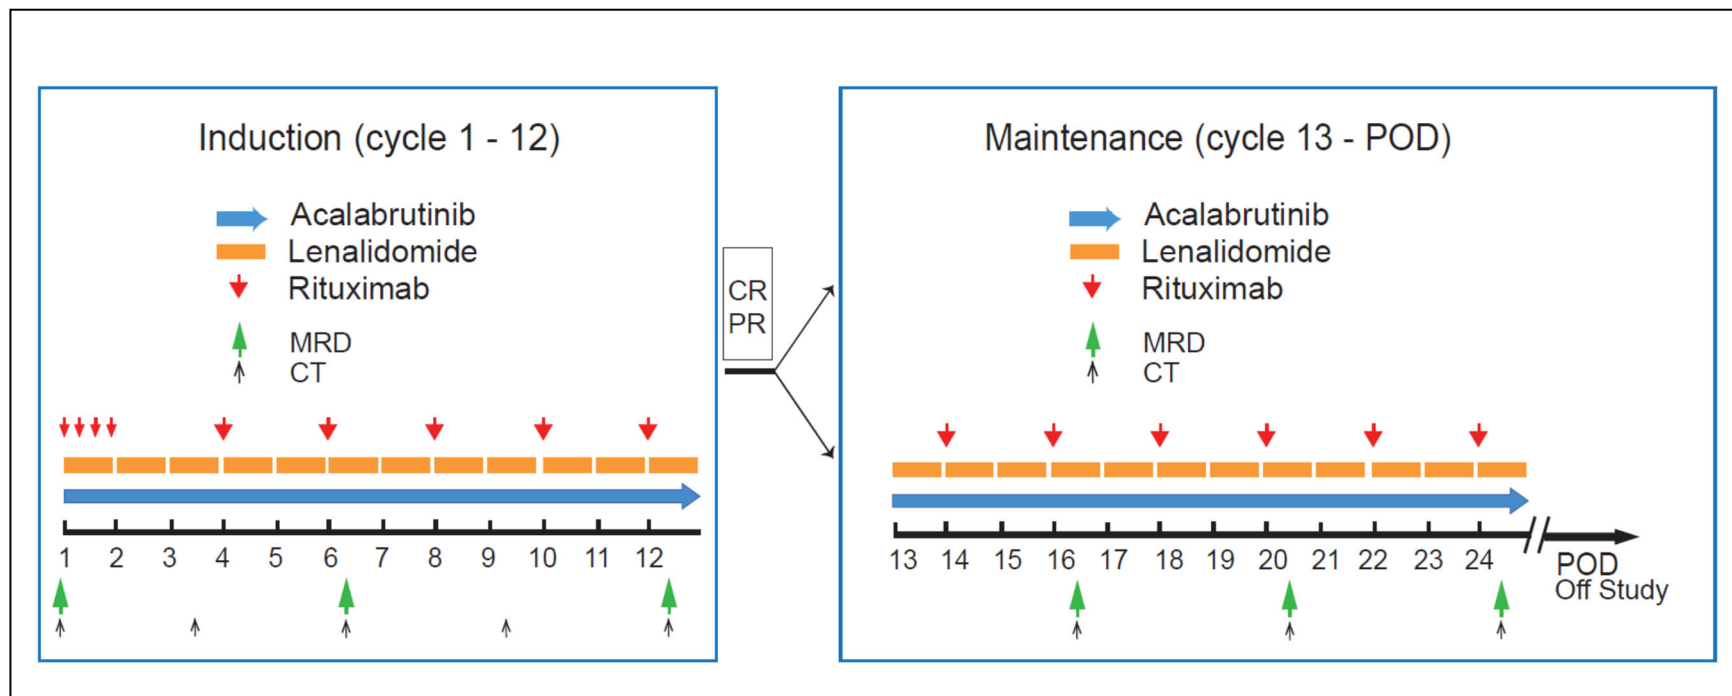 Induction (cycle 1 - 12)
Acalabrutinib
Lenalidomide
Rituximab
MRD
CT
1 2 3 4 5 6 7 8 9 10 11 12
CR
PR
Maintenance (cycle 13 - POD)
Acalabrutinib
Lenalidomide
Rituximab
MRD
CT
13 14 15 16 17 18 19 20 21 22 23 24
POD
Off Study